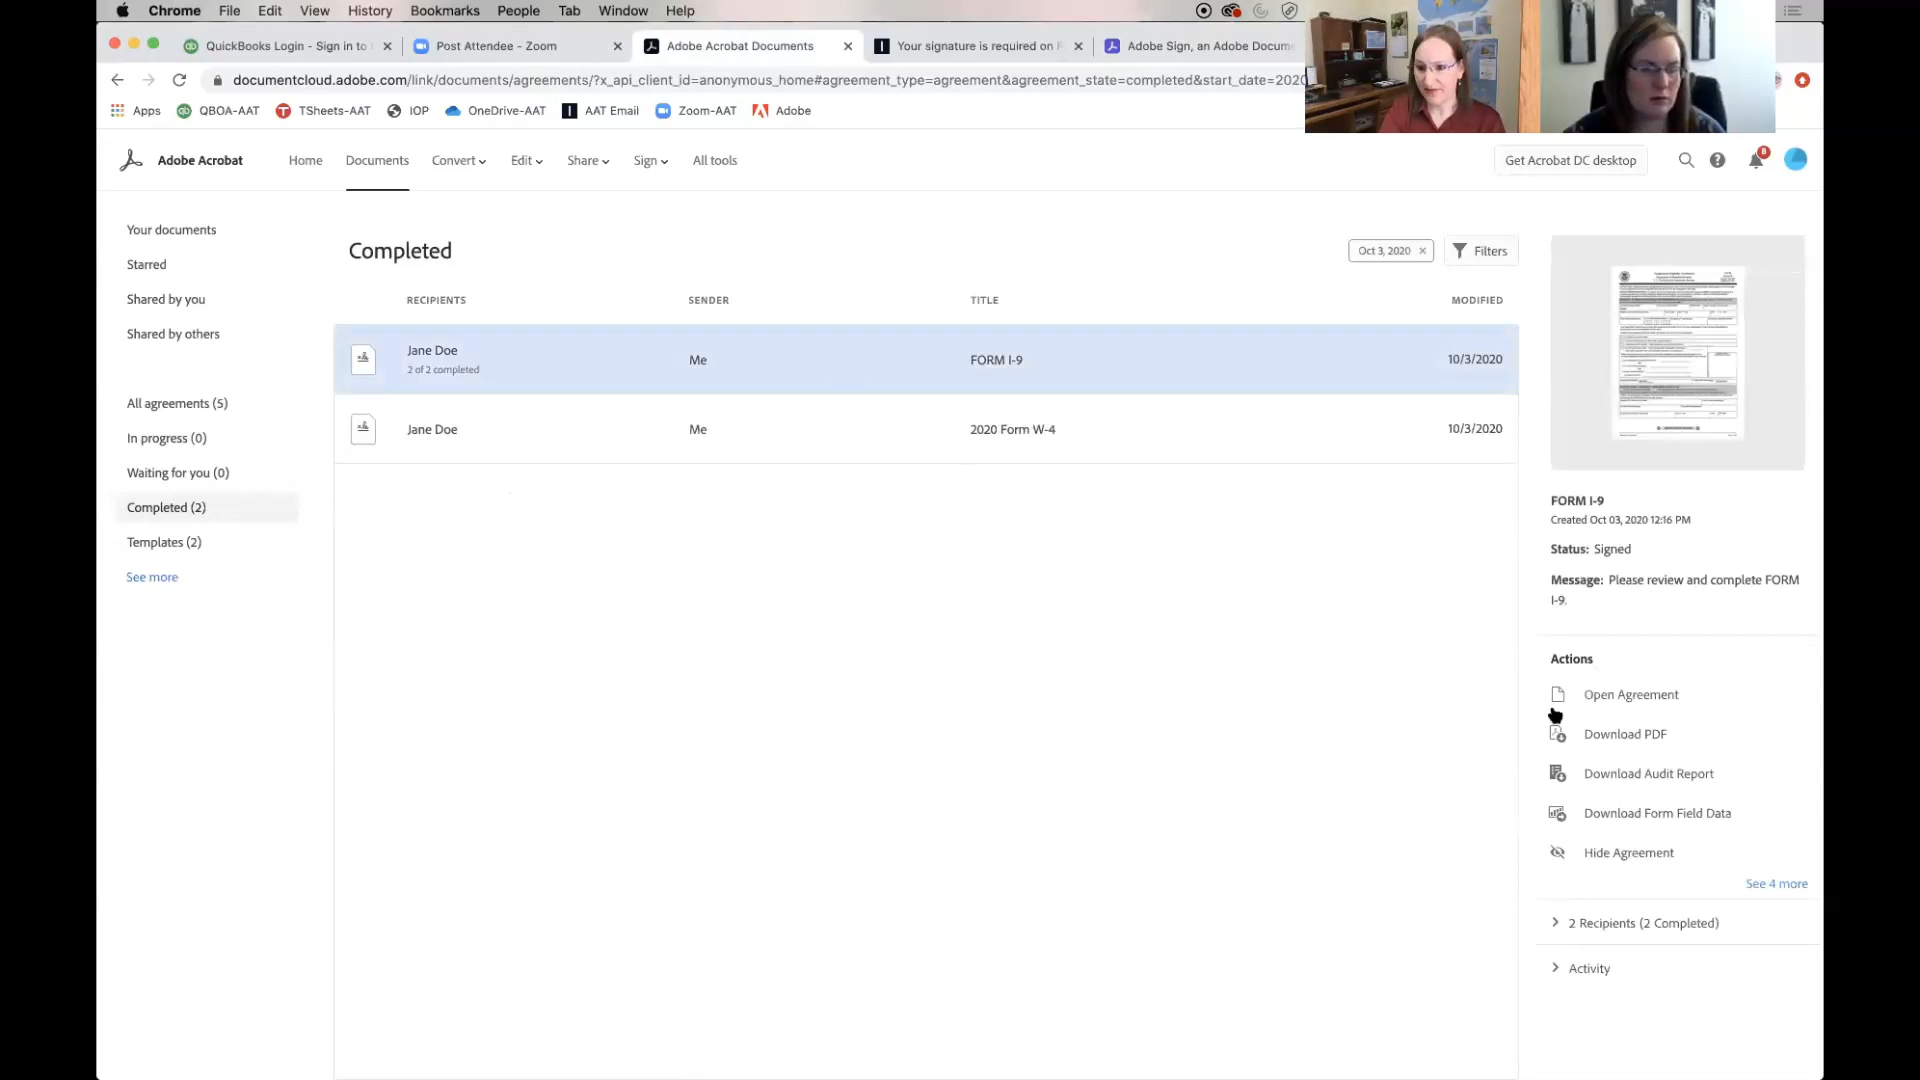 Chrome File Edit View History Bookmarks People Tab Window Help
QuickBooks Login - Sign in to
Post Attendee - Zoom
Adobe Acrobat Documents
Your signature is required on F
Adobe Sign, an Adobe Docume
documentcloud.adobe.com/link/documents/agreements/?x_api_client_id=anonymous_home#agreement_type=agreement&agreement_state=completed&start_date=2020
Apps QBOA-AAT TSheets-AAT IOP OneDrive-AAT AAT Email Zoom-AAT Adobe
Adobe Acrobat Home Documents Convert Edit Share Sign All tools Get Acrobat DC desktop 8
Your documents
Starred
Shared by you
Shared by others
All agreements (5)
In progress (0)
Waiting for you (0)
Completed (2)
Templates (2)
See more
Completed
Oct 3, 2020 Filters
RECIPIENTS SENDER TITLE MODIFIED
Jane Doe Me FORM I-9 10/3/2020
2 of 2 completed
Jane Doe Me 2020 Form W-4 10/3/2020
FORM I-9
Created Oct 03, 2020 12:16 PM
Status: Signed
Message: Please review and complete FORM
I-9.
Actions
Open Agreement
Download PDF
Download Audit Report
Download Form Field Data
Hide Agreement
See 4 more
2 Recipients (2 Completed)
Activity